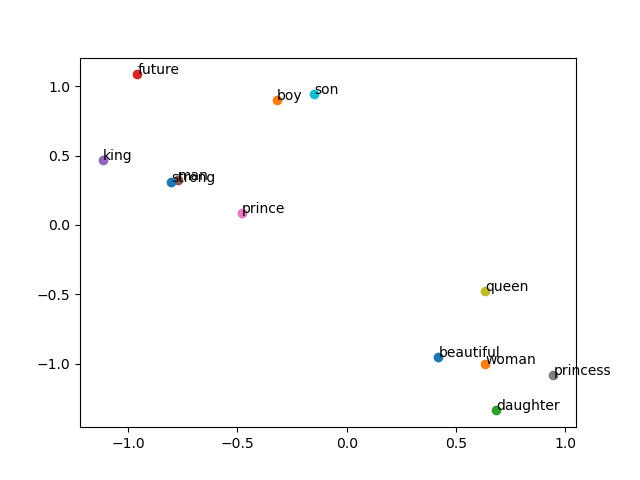 future
1.0
boy
son
king
0.5
man
strong
prince
0.0
queen
−0.5
beautiful
woman
−1.0
princess
daughter
−1.0 −0.5 0.0 0.5 1.0